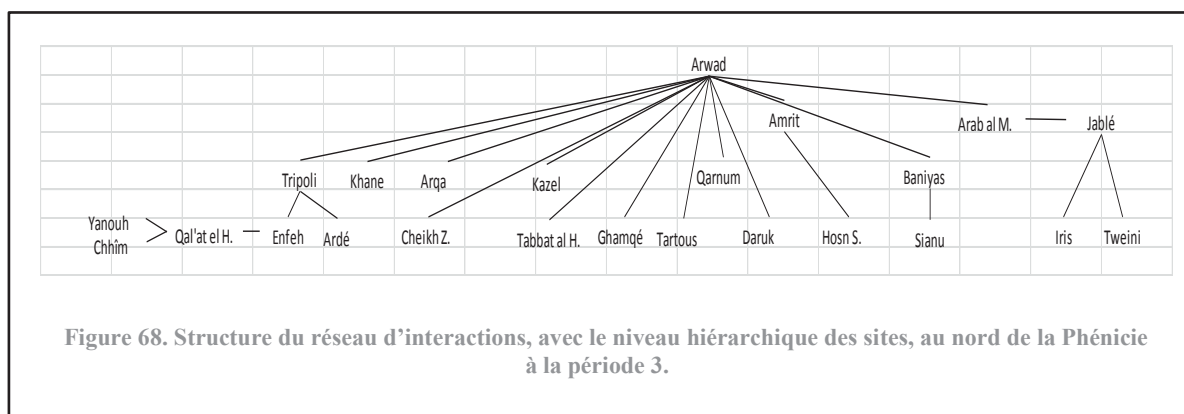 Arwad
Amrit
Arab al M.
Jablé
Tripoli
Khane
Arqa
Kazel
Qarnum
Baniyas
Yanouh
Chhîm
Qal'at el H.
Enfeh
Ardé
Cheikh Z.
Tabbat al H.
Ghamqé
Tartous
Daruk
Hosn S.
Sianu
Iris
Tweini
Figure 68. Structure du réseau d'interactions, avec le niveau hiérarchique des sites, au nord de la Phénicie
à la période 3.